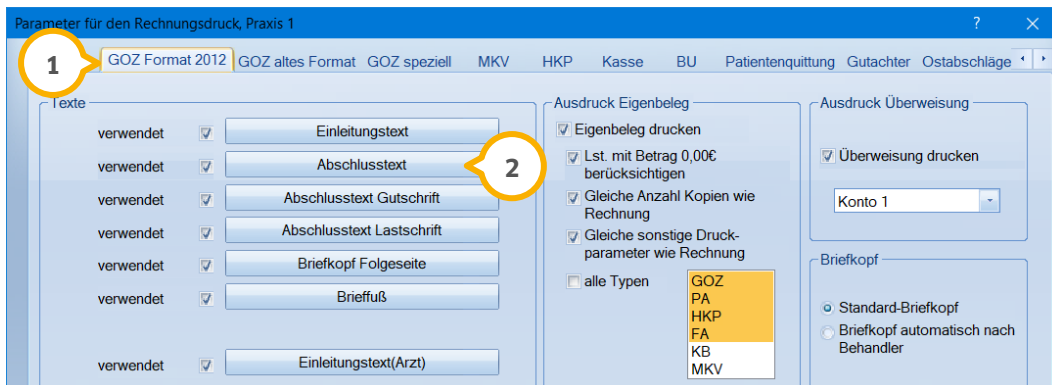 Parameter für den Rechnungsdruck, Praxis 1
?
1
GOZ Format 2012 GOZ altes Format GOZ speziell MKV HKP Kasse BU Patientenquittung Gutachter Ostabschläge
Texte
verwendet Einleitungstext
verwendet Abschlusstext
2
verwendet Abschlusstext Gutschrift
verwendet Abschlusstext Lastschrift
verwendet Briefkopf Folgeseite
verwendet Brieffuß
verwendet Einleitungstext(Arzt)
Ausdruck Eigenbeleg
Eigenbeleg drucken
Lst. mit Betrag 0,00€
berücksichtigen
Gleiche Anzahl Kopien wie
Rechnung
Gleiche sonstige Druck-
parameter wie Rechnung
alle Typen
GOZ
PA
HKP
FA
KB
MKV
Ausdruck Überweisung
Überweisung drucken
Konto 1
Briefkopf
Standard-Briefkopf
Briefkopf automatisch nach
Behandler